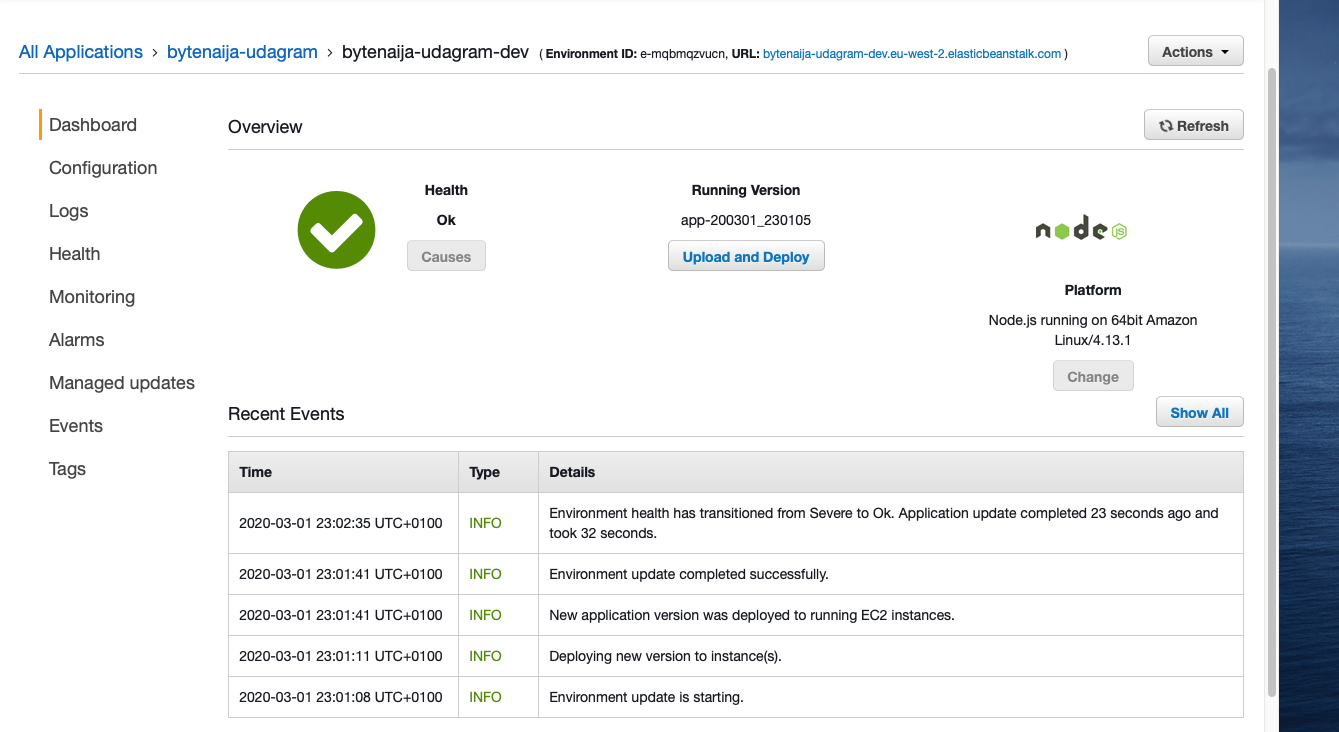 All Applications › bytenaija-udagram › bytenaija-udagram-dev ( Environment ID: e-mqbmqzvucn, URL: bytenaija-udagram-dev.eu-west-2.elasticbeanstalk.com ) Actions
Dashboard
Configuration
Logs
Health
Monitoring
Alarms
Managed updates
Events
Tags
Overview Refresh
Health
Ok
Causes
Running Version
app-200301_230105
Upload and Deploy
node JS
Platform
Node.js running on 64bit Amazon
Linux/4.13.1
Change
Recent Events Show All
Time Type Details
2020-03-01 23:02:35 UTC+0100 INFO Environment health has transitioned from Severe to Ok. Application update completed 23 seconds ago and
took 32 seconds.
2020-03-01 23:01:41 UTC+0100 INFO Environment update completed successfully.
2020-03-01 23:01:41 UTC+0100 INFO New application version was deployed to running EC2 instances.
2020-03-01 23:01:11 UTC+0100 INFO Deploying new version to instance(s).
2020-03-01 23:01:08 UTC+0100 INFO Environment update is starting.